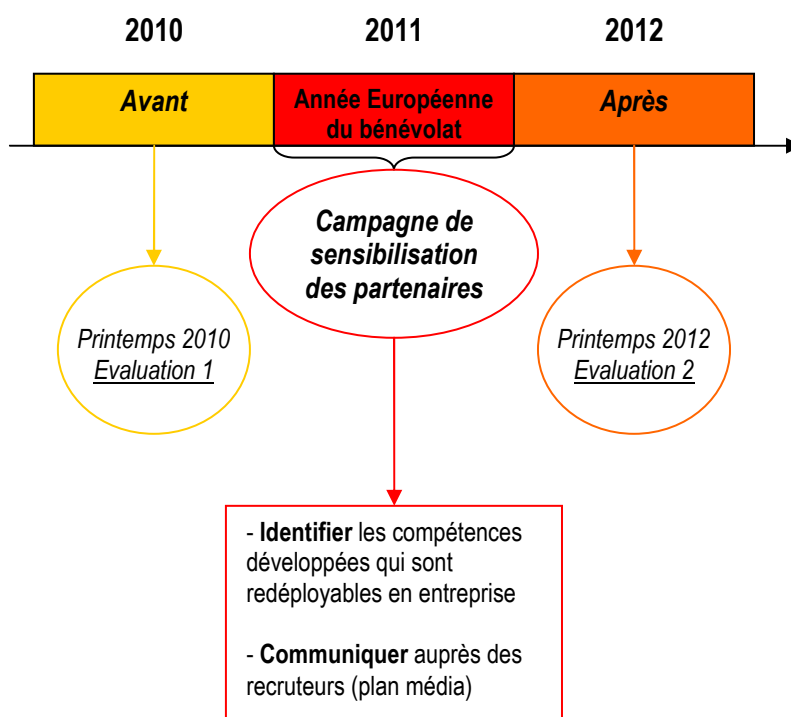 2010 2011 2012
Avant
Année Européenne
du bénévolat
Après
Campagne de
sensibilisation
des partenaires
Printemps 2010
Evaluation 1
Printemps 2012
Evaluation 2
- Identifier les compétences
développées qui sont
redéployables en entreprise
- Communiquer auprès des
recruteurs (plan média)